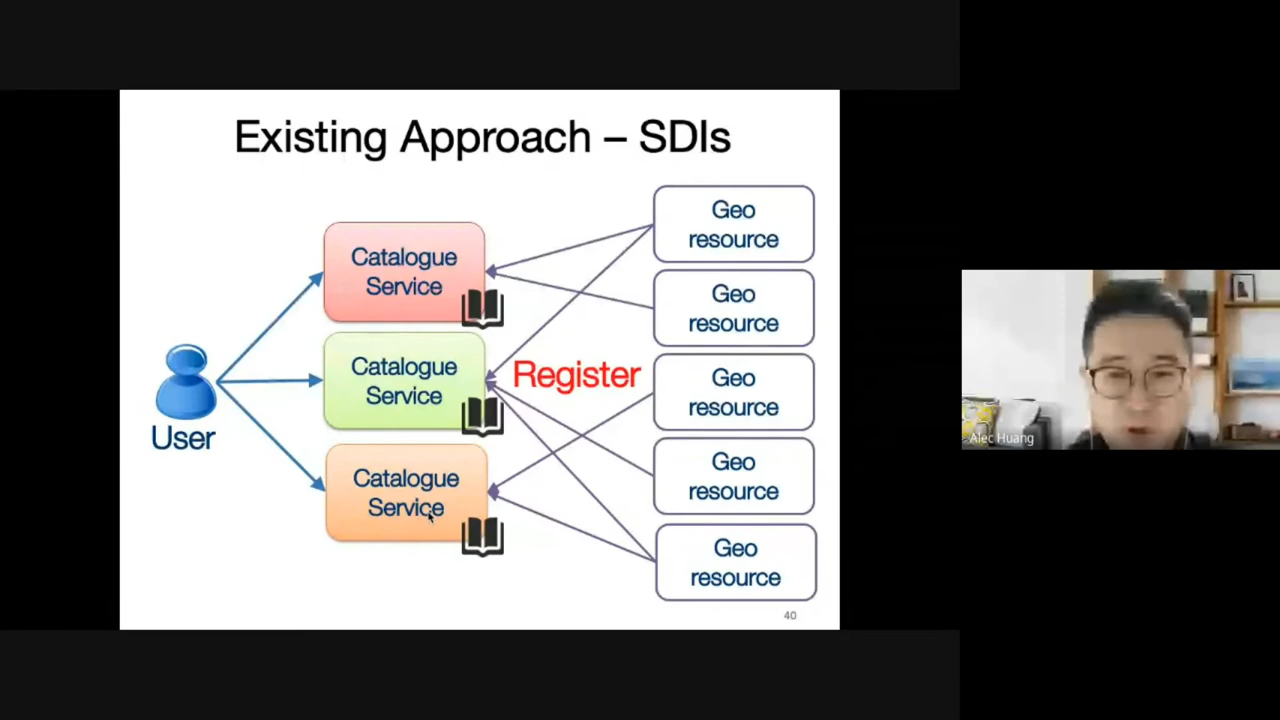 Existing Approach – SDIs
Catalogue
Service
Catalogue
Service
Catalogue
Service
User
Register
Geo
resource
Geo
resource
Geo
resource
Geo
resource
Geo
resource
40
Alec Huang